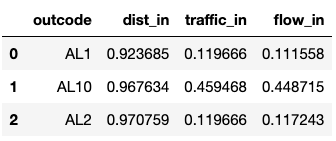 outcode dist_in traffic_in flow_in
0 AL1 0.923685 0.119666 0.111558
1 AL10 0.967634 0.459468 0.448715
2 AL2 0.970759 0.119666 0.117243